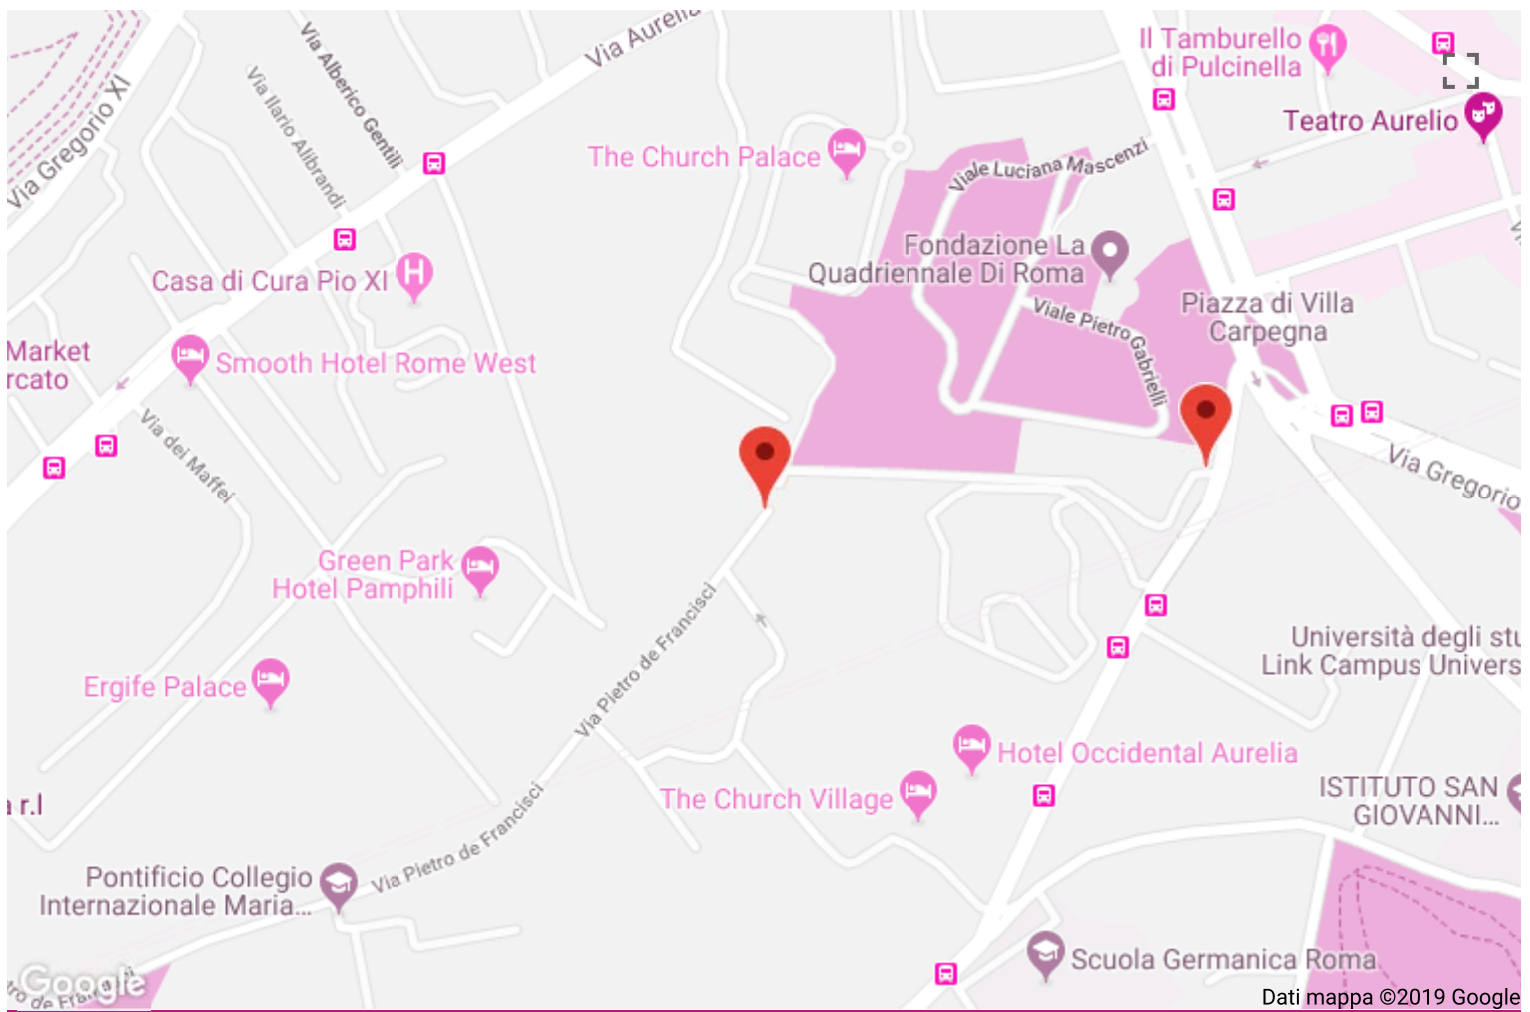 Via Aurelia
Via Alberico Gentili
Via Ilario Alibrandi
Via Gregorio XI
Il Tamburello
di Pulcinella
Teatro Aurelio
The Church Palace
Viale Luciana Mascenzi
Fondazione La
Quadriennale Di Roma
Casa di Cura Pio XI
H
Piazza di Villa
Carpegna
Viale Pietro Gabrielli
Market
rcato
Smooth Hotel Rome West
Via dei Maffei
Via Gregorio
Green Park
Hotel Pamphili
Via Pietro de Francisci
Università degli stu
Link Campus Univers
Ergife Palace
Hotel Occidental Aurelia
The Church Village
ISTITUTO SAN
GIOVANNI...
r.l
Via Pietro de Francisci
Pontificio Collegio
Internazionale Maria...
Scuola Germanica Roma
Google
Dati mappa ©2019 Google